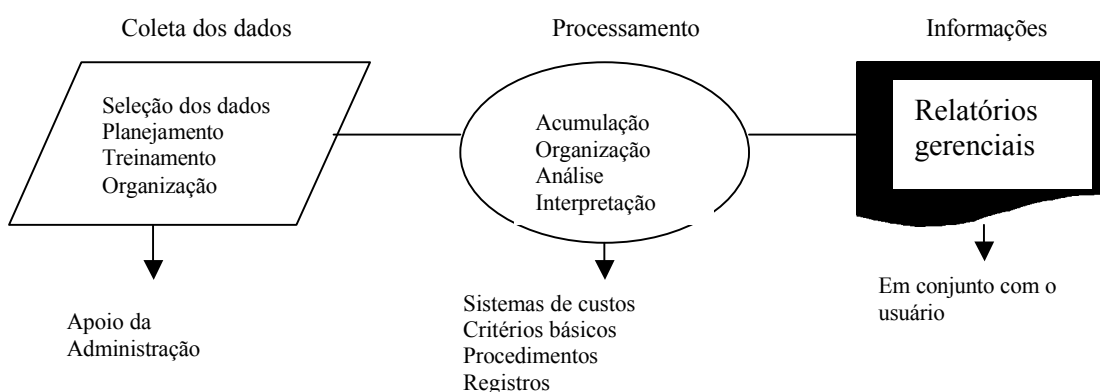 Coleta dos dados
Processamento
Informações
Seleção dos dados
Planejamento
Treinamento
Organização
Acumulação
Organização
Análise
Interpretação
Relatórios
gerenciais
Apoio da
Administração
Sistemas de custos
Critérios básicos
Procedimentos
Registros
Em conjunto com o
usuário